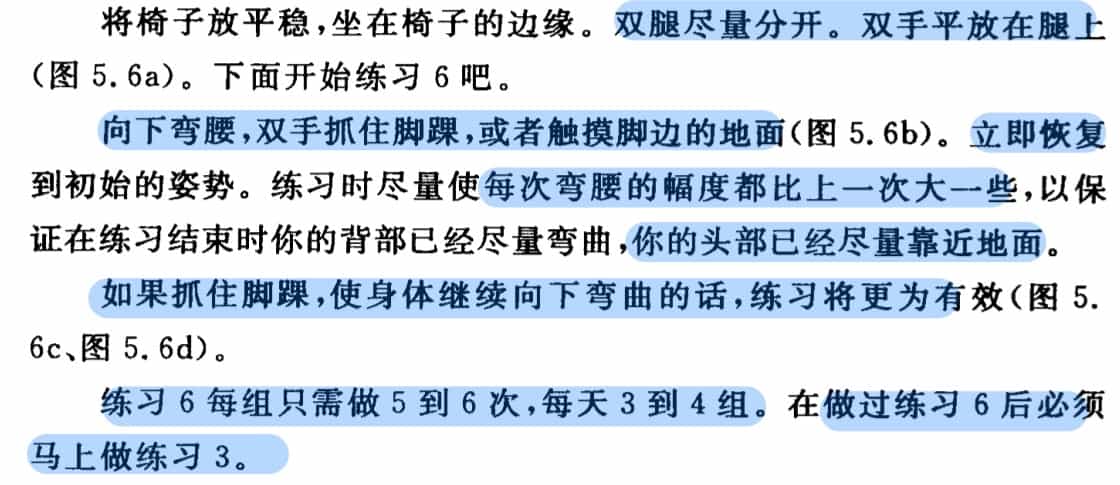 将椅子放平稳,坐在椅子的边缘。双腿尽量分开。双手平放在腿上
(图 5.6a)。下面开始练习 6 吧。
向下弯腰,双手抓住脚踝,或者触摸脚边的地面(图 5.6b)。立即恢复
到初始的姿势。练习时尽量使每次弯腰的幅度都比上一次大一些,以保
证在练习结束时你的背部已经尽量弯曲,你的头部已经尽量靠近地面。
如果抓住脚踝,使身体继续向下弯曲的话,练习将更为有效(图 5.
6c、图 5.6d)。
练习 6 每组只需做 5 到 6 次,每天 3 到 4 组。在做过练习 6 后必须
马上做练习 3。